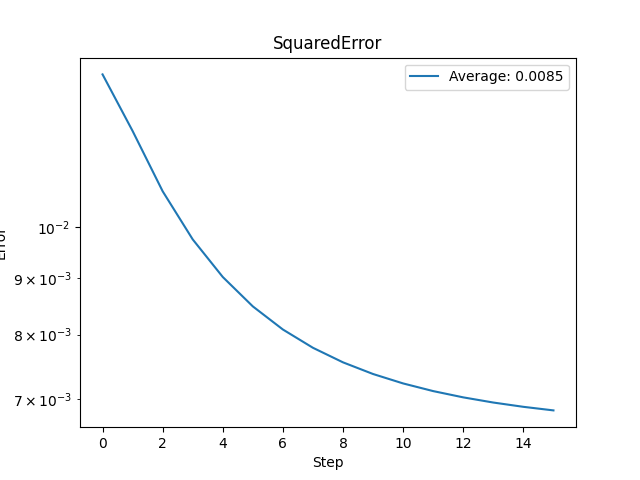 SquaredError
Average: 0.0085
Error
10⁻²
9 × 10⁻³
8 × 10⁻³
7 × 10⁻³
0 2 4 6 8 10 12 14
Step